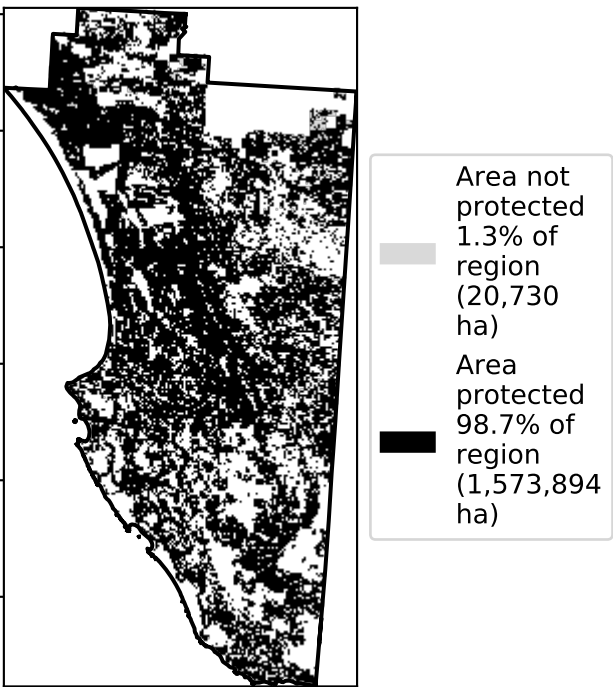 Area not
protected
1.3% of
region
(20,730
ha)
Area
protected
98.7% of
region
(1,573,894
ha)